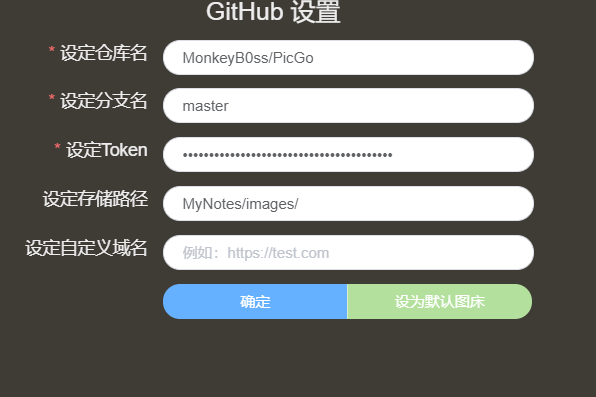 GitHub 设置
* 设定仓库名 MonkeyB0ss/PicGo
* 设定分支名 master
* 设定Token ••••••••••••••••••••••••••••••••••••••••
设定存储路径 MyNotes/images/
设定自定义域名 例如：https://test.com
确定 设为默认图床